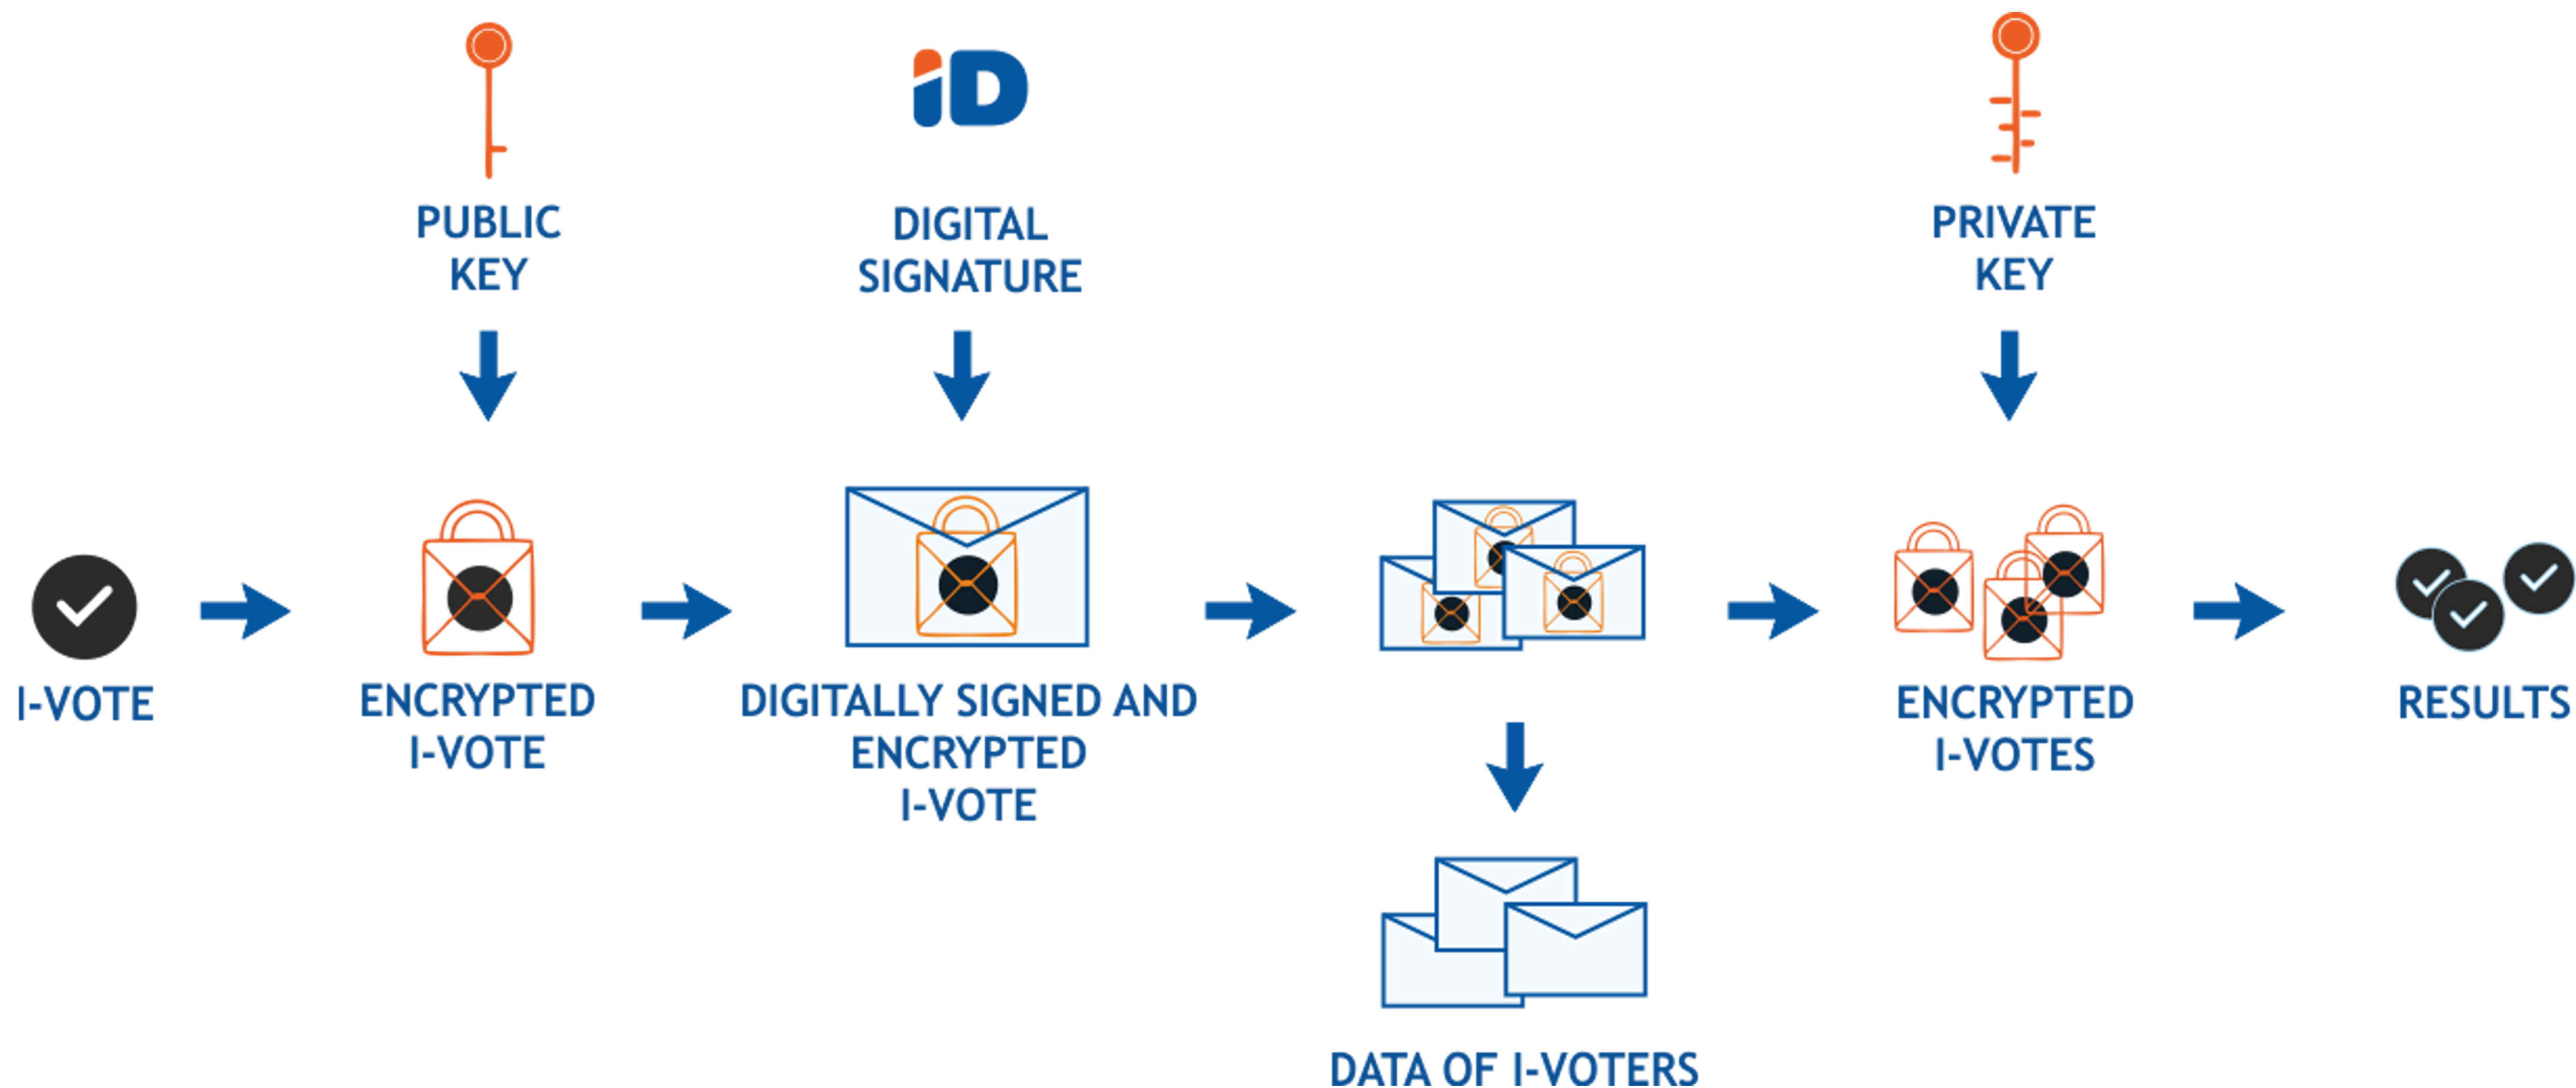 iD
PUBLIC
KEY
DIGITAL
SIGNATURE
PRIVATE
KEY
I-VOTE
ENCRYPTED
I-VOTE
DIGITALLY SIGNED AND
ENCRYPTED
I-VOTE
ENCRYPTED
I-VOTES
RESULTS
DATA OF I-VOTERS